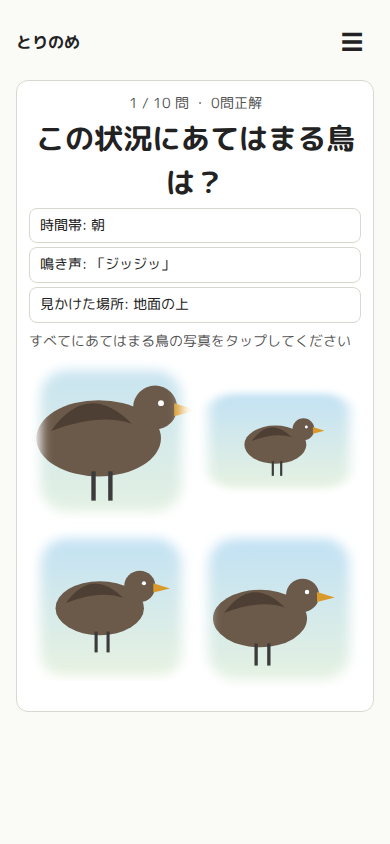 とりのめ
1 / 10 問 · 0問正解
この状況にあてはまる鳥
は？
時間帯: 朝
鳴き声: 「ジッジッ」
見かけた場所: 地面の上
すべてにあてはまる鳥の写真をタップしてください